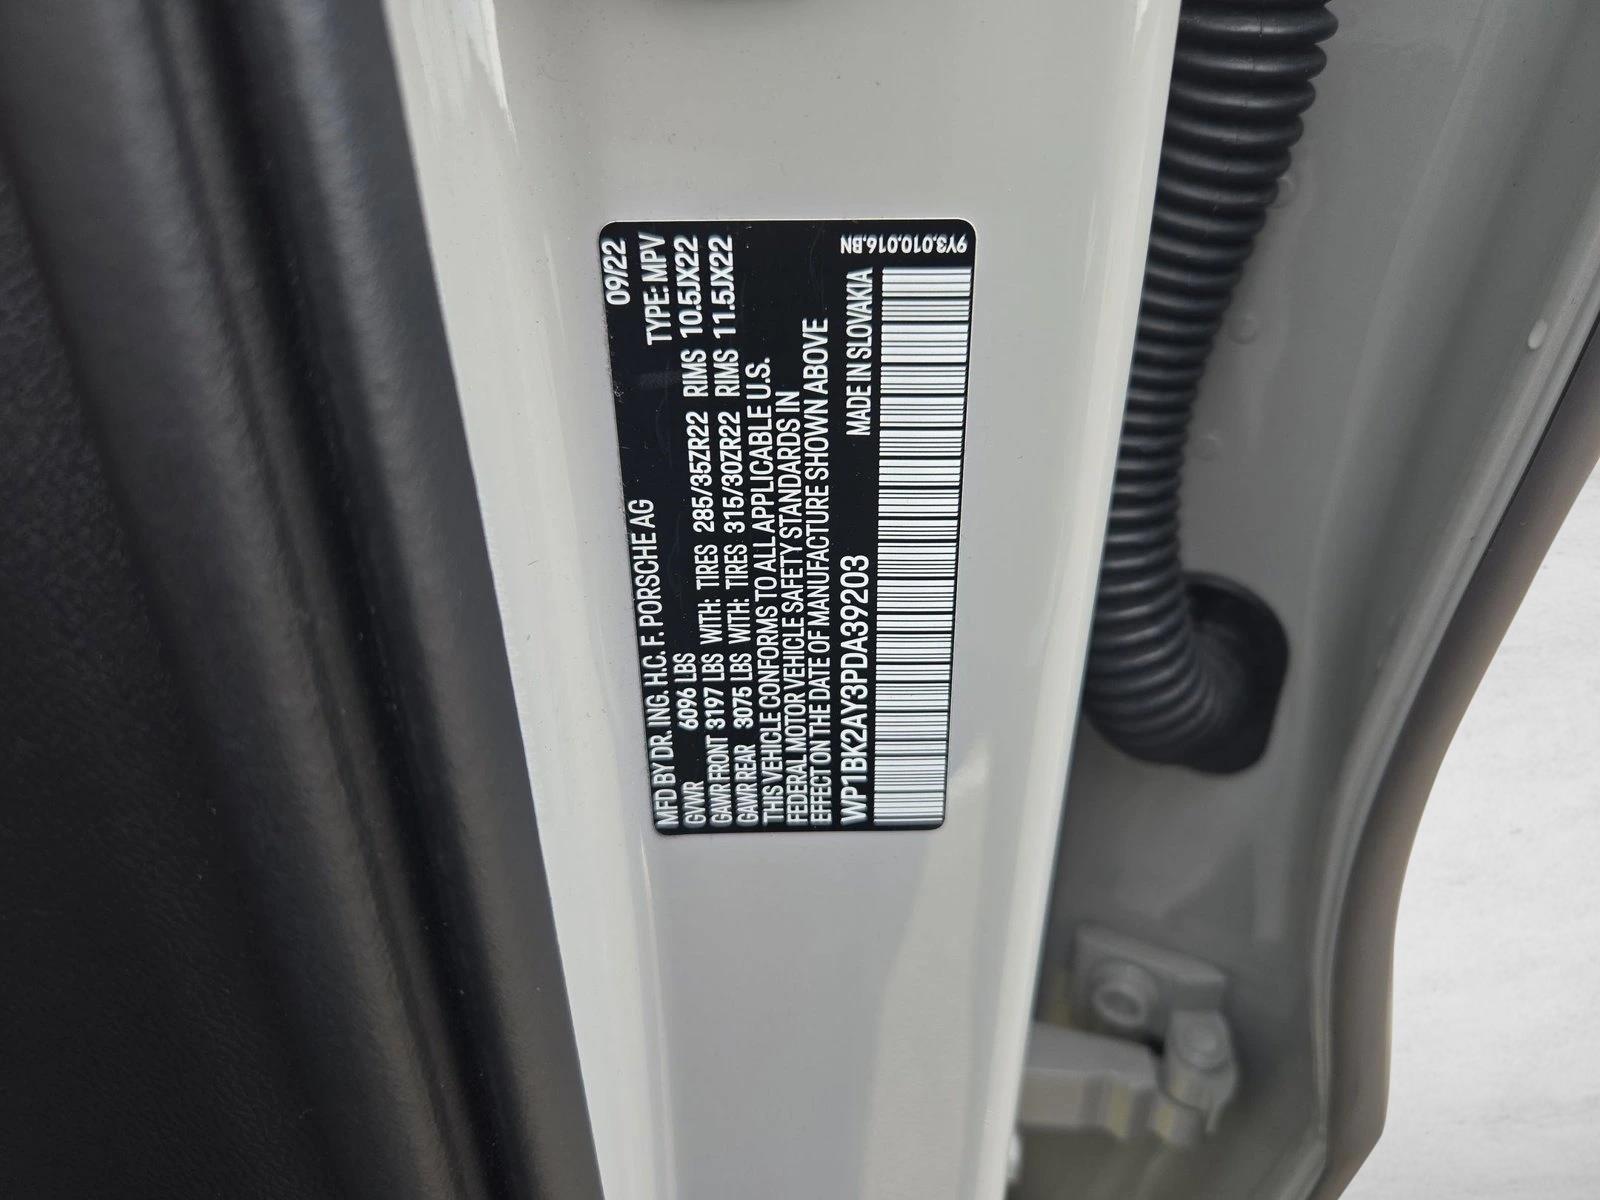 09/22
MFD BY DR. ING. H.C. F. PORSCHE AG
GVWR 6096 LBS TYPE: MPV
GAWR FRONT 3197 LBS WITH: TIRES 285/35ZR22 RIMS 10.5JX22
GAWR REAR 3075 LBS WITH: TIRES 315/30ZR22 RIMS 11.5JX22
THIS VEHICLE CONFORMS TO ALL APPLICABLE U.S.
FEDERAL MOTOR VEHICLE SAFETY STANDARDS IN
EFFECT ON THE DATE OF MANUFACTURE SHOWN ABOVE
WP1BK2AY3PDA39203 MADE IN SLOVAKIA
9Y3.010.016.BN